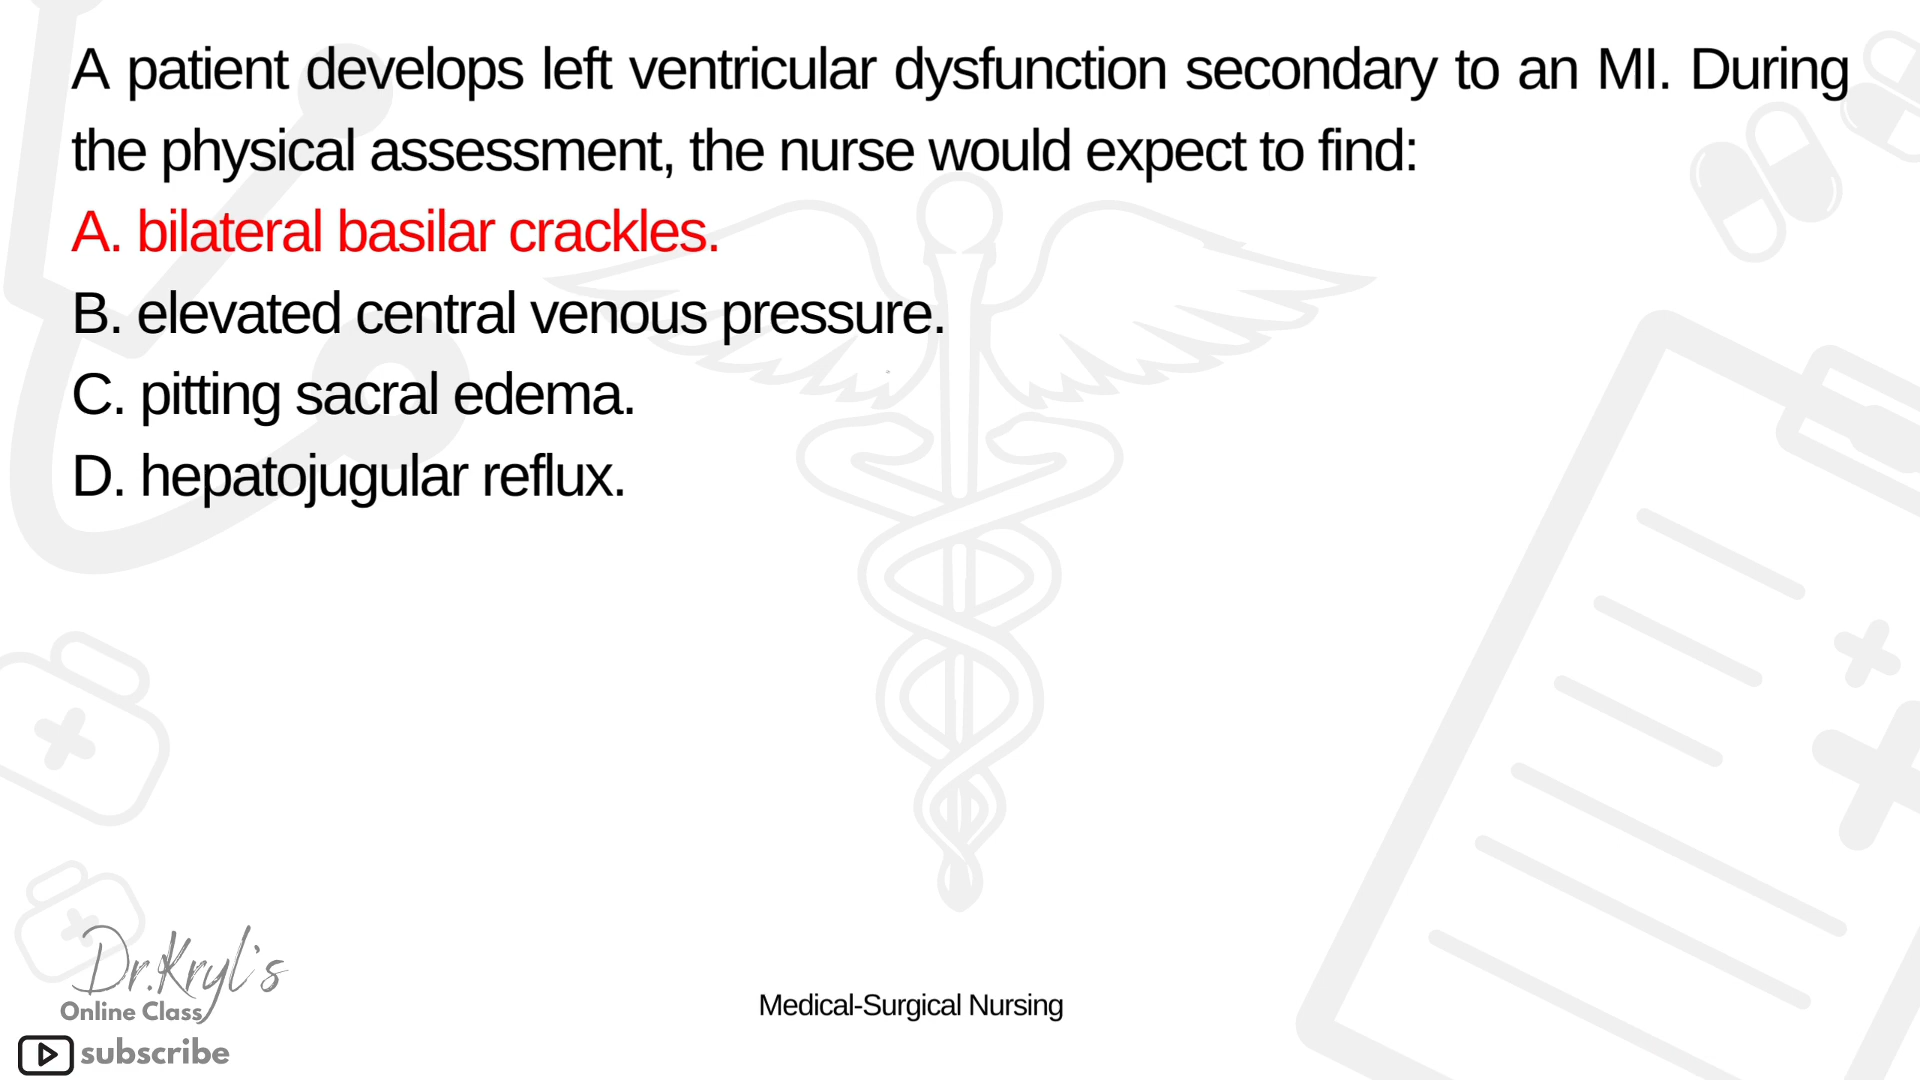 A patient develops left ventricular dysfunction secondary to an MI. During
the physical assessment, the nurse would expect to find:
A. bilateral basilar crackles.
B. elevated central venous pressure.
C. pitting sacral edema.
D. hepatojugular reflux.
Dr.Kryl's
Online Class
subscribe
Medical-Surgical Nursing